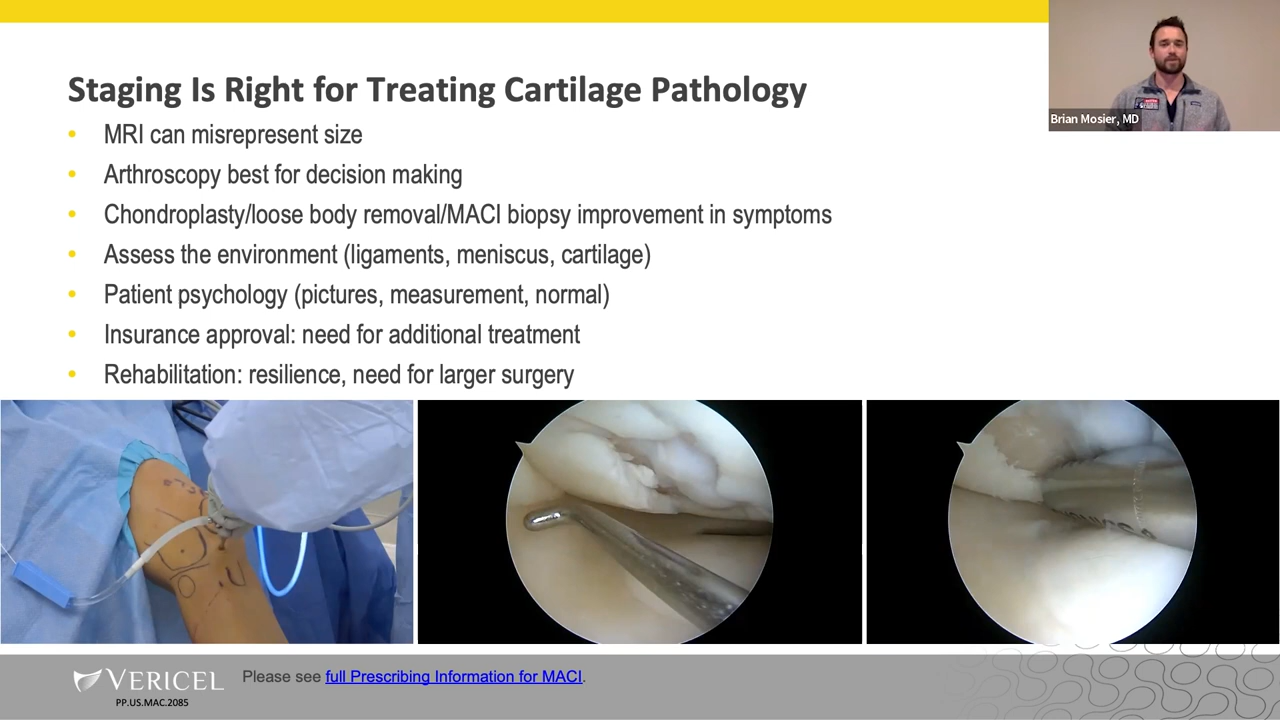 Staging Is Right for Treating Cartilage Pathology
• MRI can misrepresent size
• Arthroscopy best for decision making
• Chondroplasty/loose body removal/MACI biopsy improvement in symptoms
• Assess the environment (ligaments, meniscus, cartilage)
• Patient psychology (pictures, measurement, normal)
• Insurance approval: need for additional treatment
• Rehabilitation: resilience, need for larger surgery
Brian Mosier, MD
VERICEL
PP.US.MAC.2085
Please see full Prescribing Information for MACI.